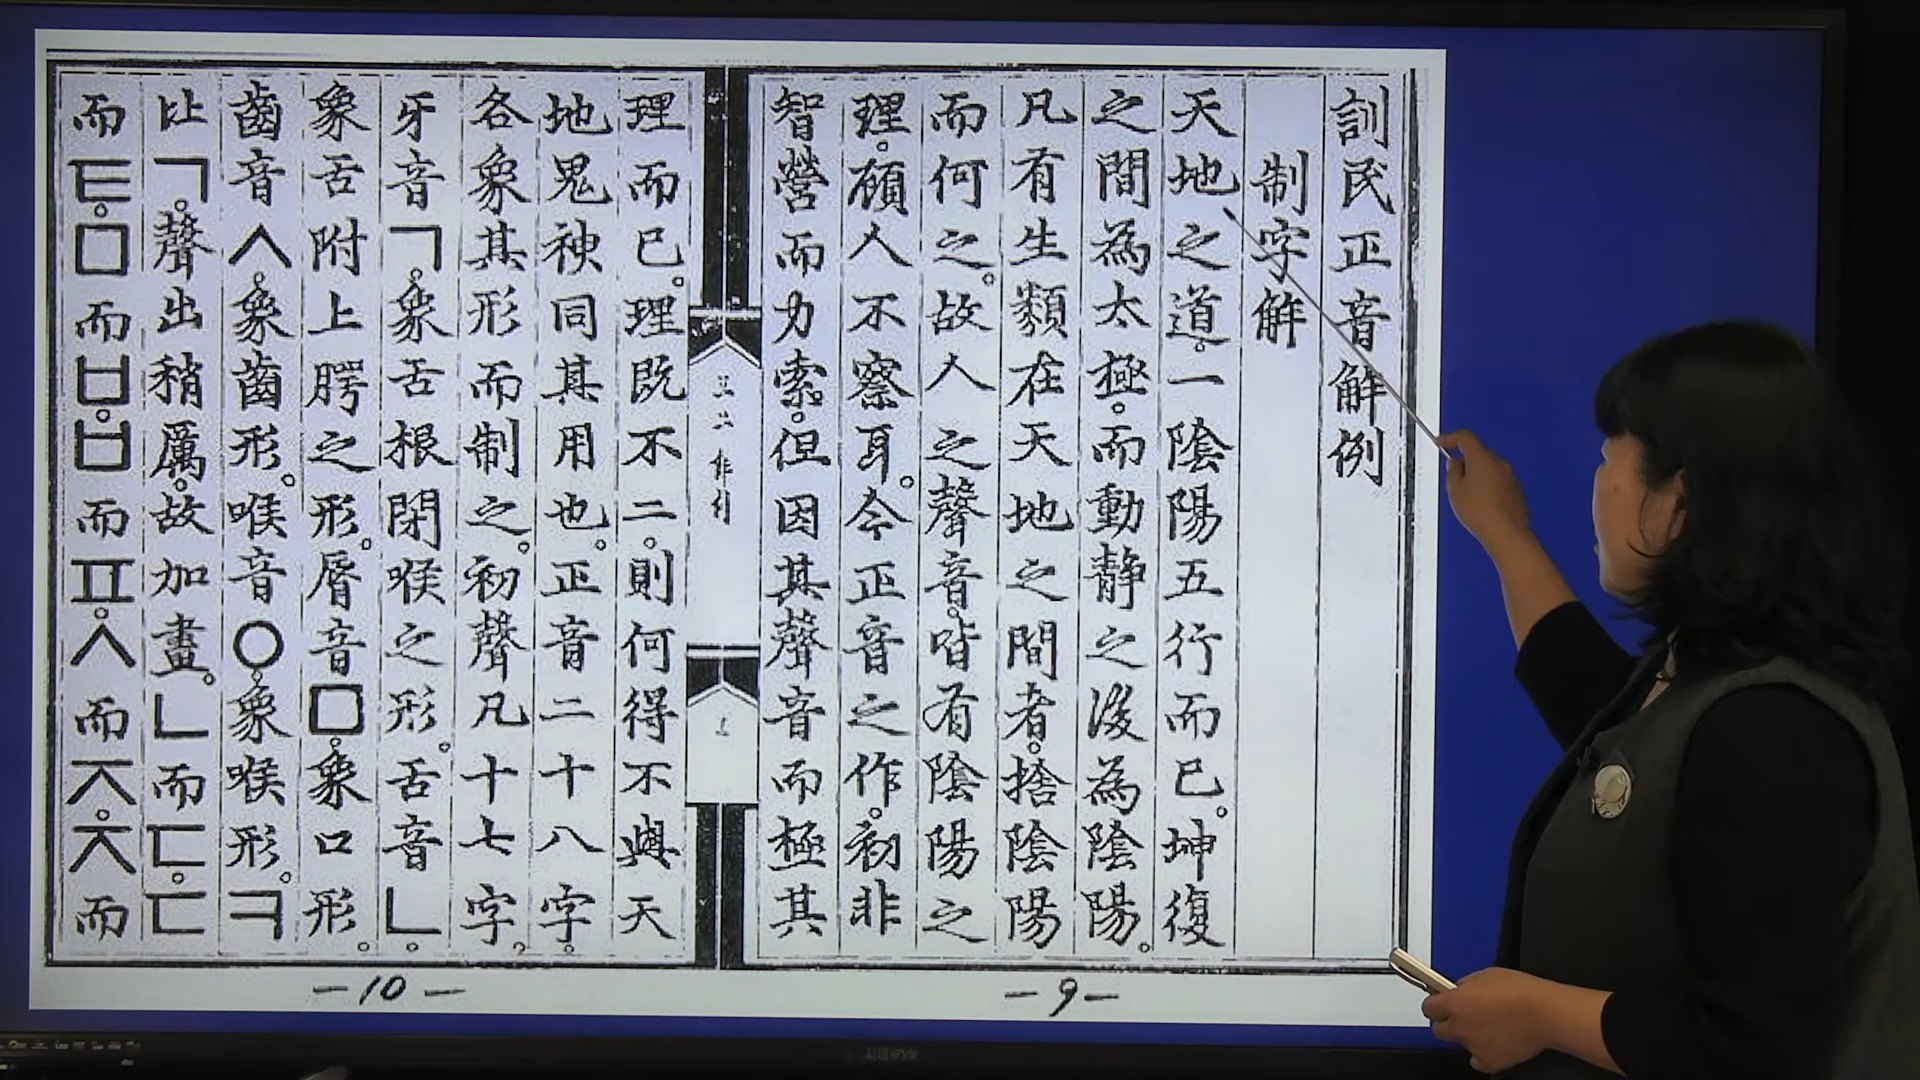 訓民正音解例
制字解
天地之道。一陰陽五行而已。坤復
之間為太極。而動静之後為陰陽。
凡有生類在天地之間者。捨陰陽
而何之。故人之聲音。皆有陰陽之
理。顧人不察耳。今正音之作。初非
智營而力索。但因其聲音而極其
-9-
理而已。理既不二。則何得不與天
地鬼神同其用也。正音二十八字。
各象其形而制之。初聲凡十七字。
牙音ㄱ。象舌根閉喉之形。舌音ㄴ。
象舌附上腭之形。脣音ㅁ。象口形。
齒音ㅅ。象齒形。喉音ㅇ。象喉形。ㅋ
比ㄱ。聲出稍厲。故加畫。ㄴ而ㄷ。ㄷ
而ㅌ。ㅁ而ㅂ。ㅂ而ㅍ。ㅅ而ㅈ。ㅈ而
-10-